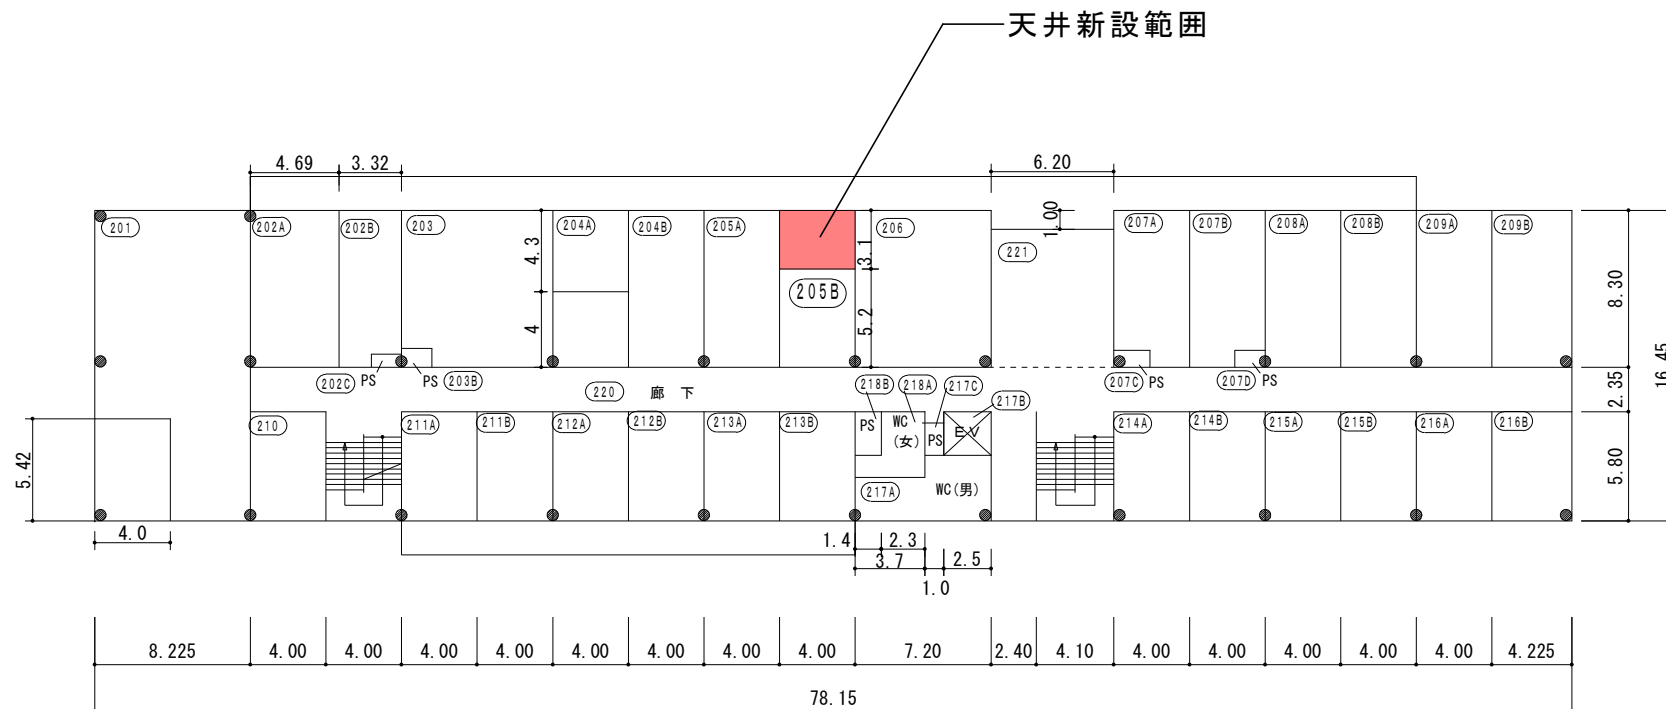 天井新設範囲
4.69
3.32
6.20
201
202A
202B
203
204A
204B
205A
206
207A
207B
208A
208B
209A
209B
1.00
221
4.3
3.1
205B
8.30
4
5.2
16.45
202C
PS
PS
203B
220
廊 下
218B
218A
217C
207C
PS
207D
PS
2.35
217B
210
211A
211B
212A
212B
213A
213B
PS
WC
(女)
PS
EV
214A
214B
215A
215B
216A
216B
5.42
5.80
217A
WC(男)
4.0
1.4
2.3
3.7
2.5
1.0
8.225
4.00
4.00
4.00
4.00
4.00
4.00
4.00
4.00
7.20
2.40
4.10
4.00
4.00
4.00
4.00
4.00
4.225
78.15